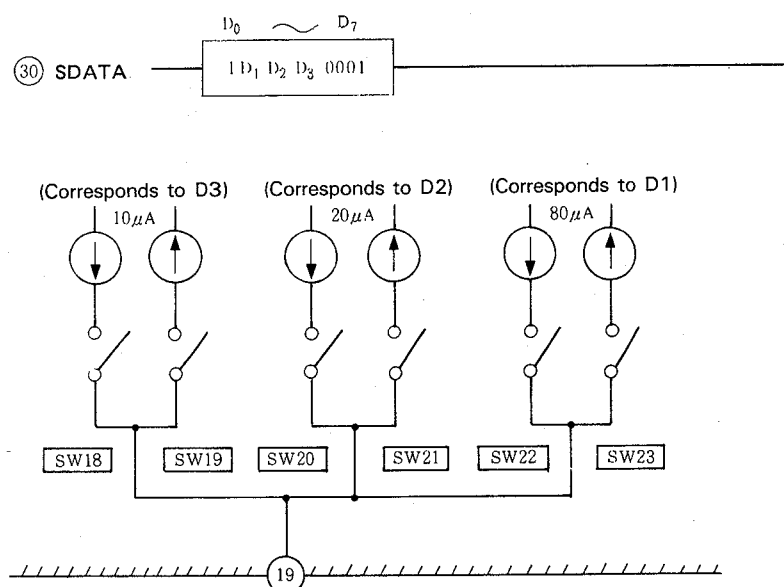 D₀ ~ D₇
㉚ SDATA
1 D₁ D₂ D₃ 0001
(Corresponds to D3) (Corresponds to D2) (Corresponds to D1)
10μA 20μA 80μA
SW18 SW19 SW20 SW21 SW22 SW23
⑲